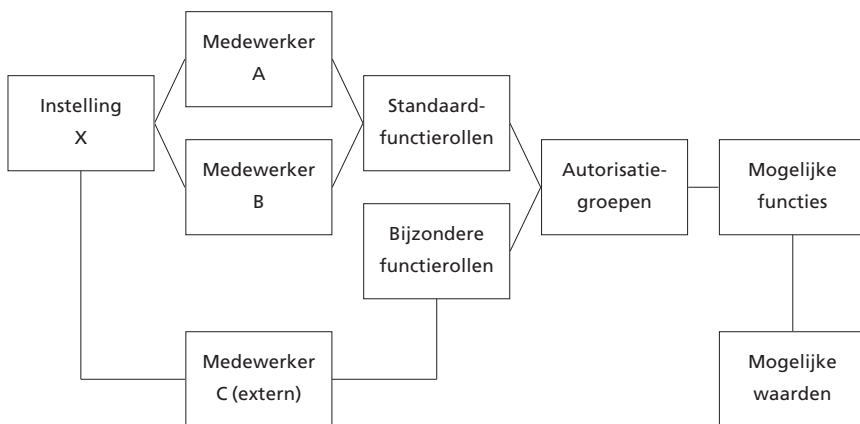 Medewerker
A
Instelling
X
Standaard-
functierollen
Medewerker
B
Autorisatie-
groepen
Mogelijke
functies
Bijzondere
functierollen
Medewerker
C (extern)
Mogelijke
waarden